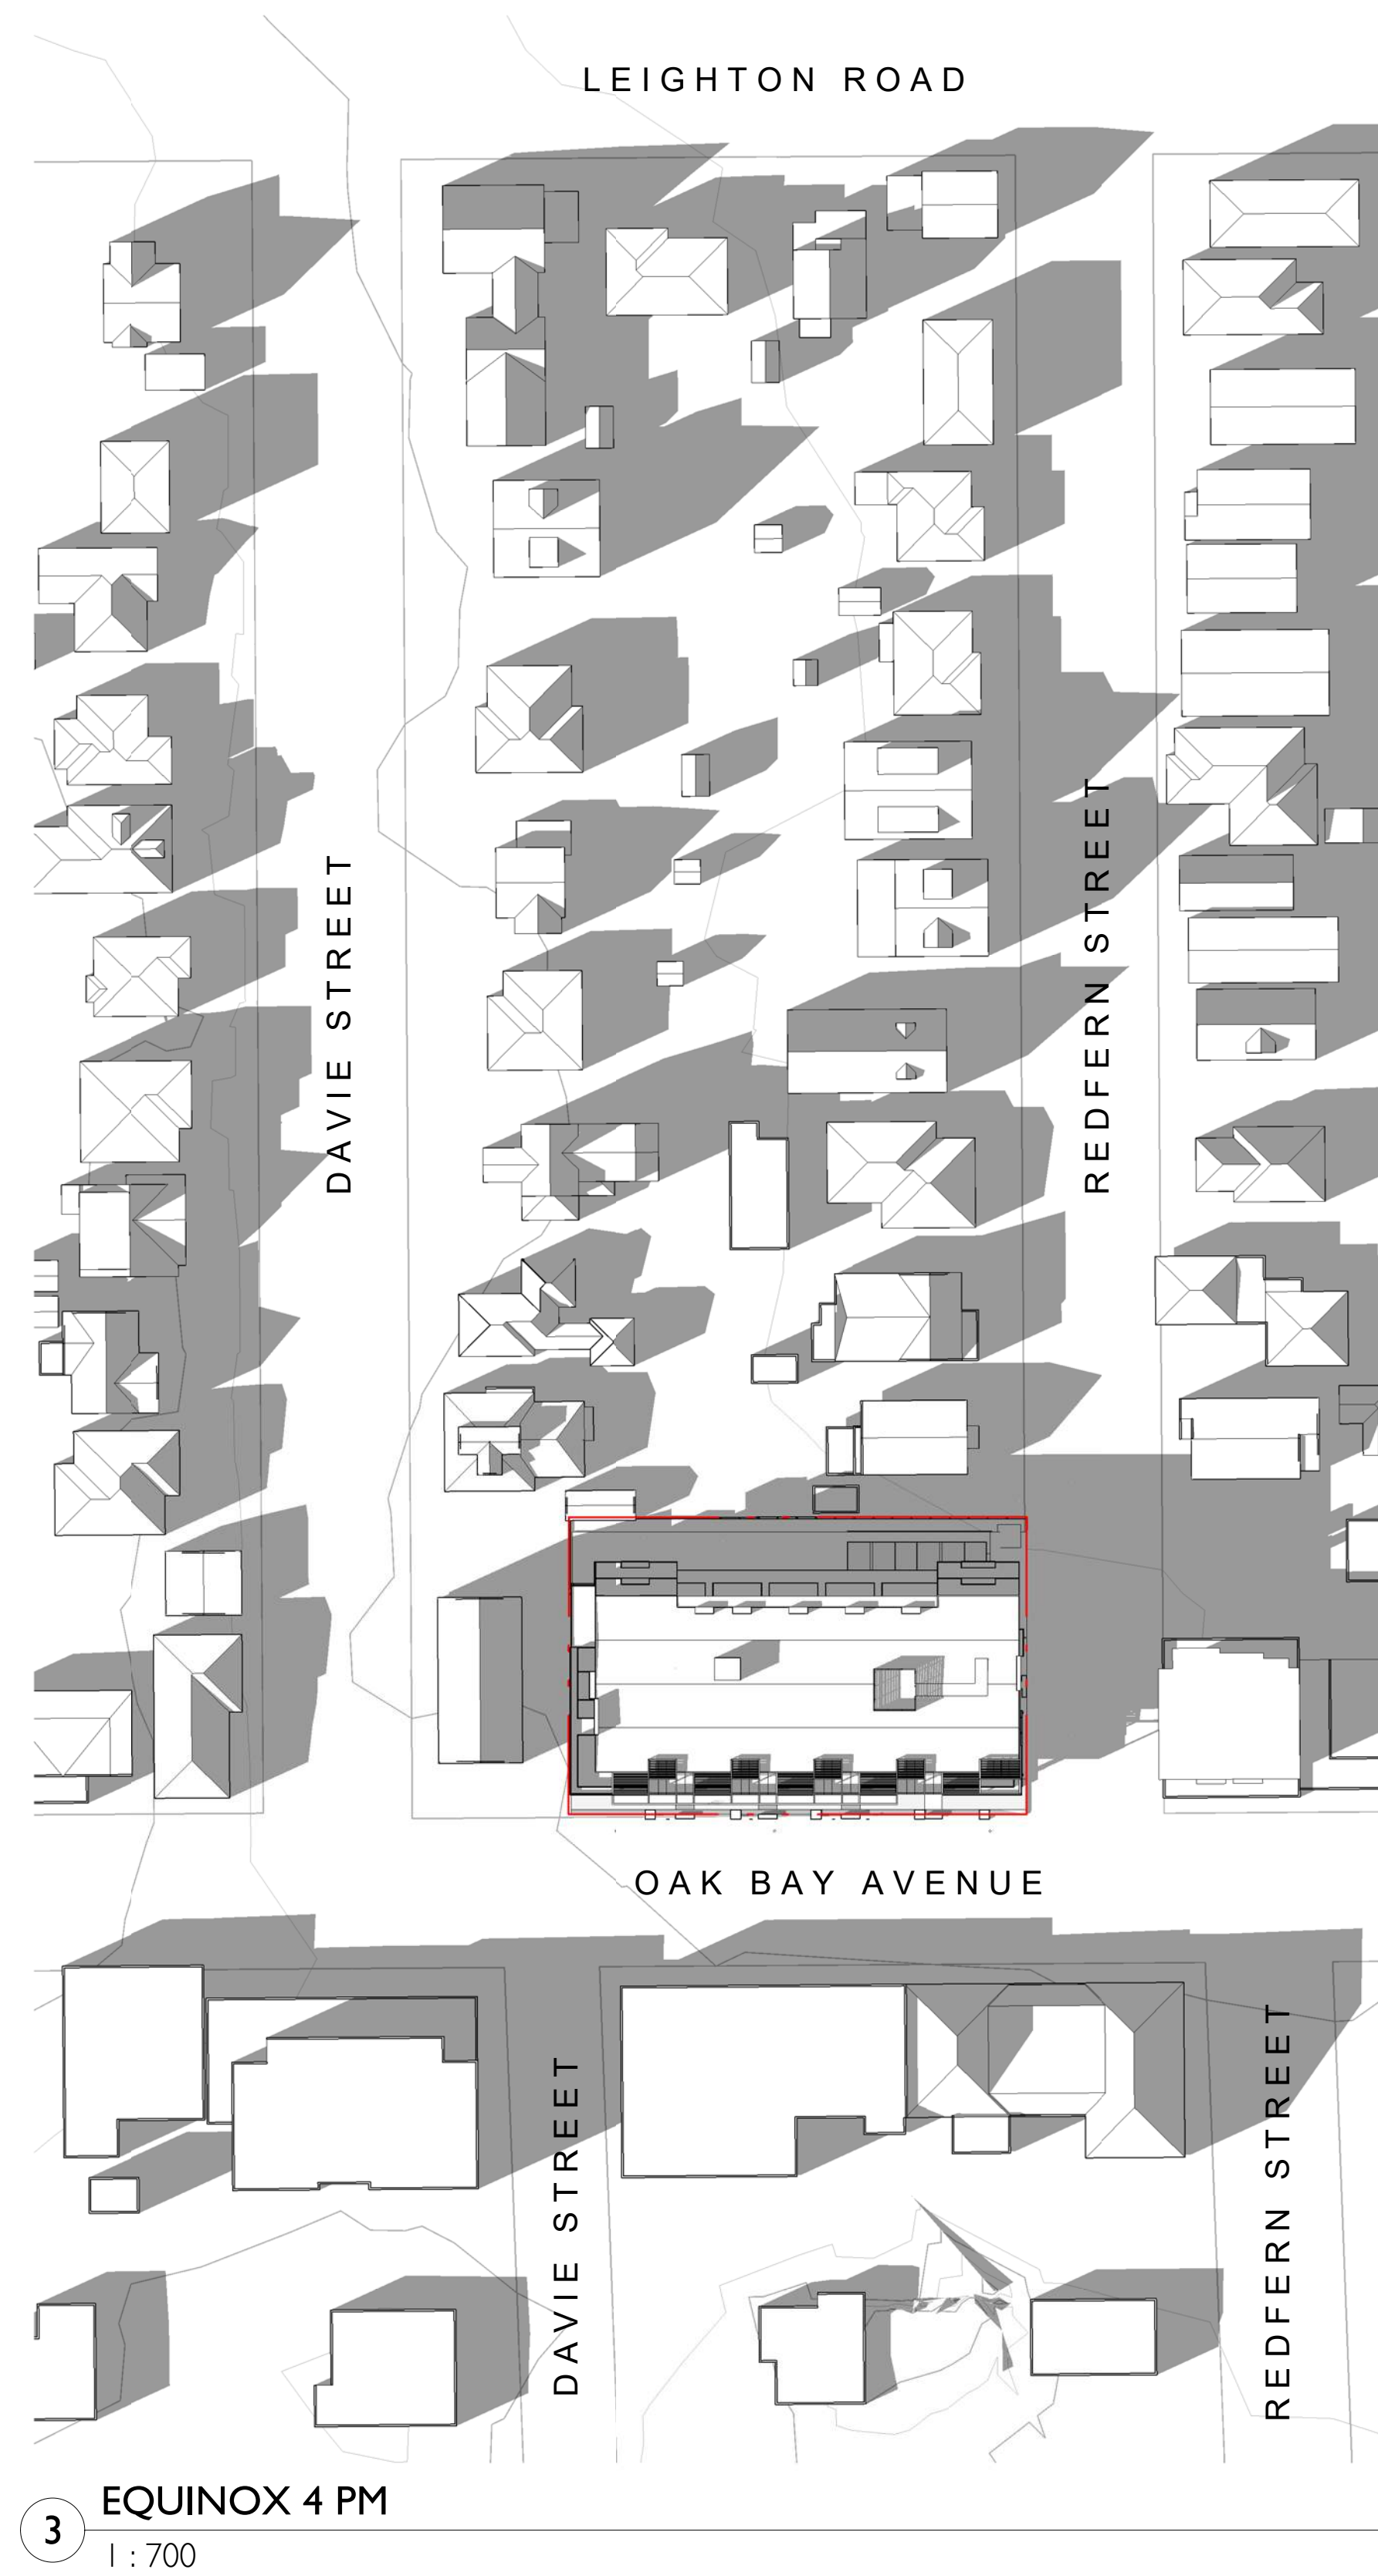 LEIGHTON ROAD
DAVIE STREET
REDFERN STREET
OAK BAY AVENUE
DAVIE STREET
REDFERN STREET
3
EQUINOX 4 PM
1 : 700